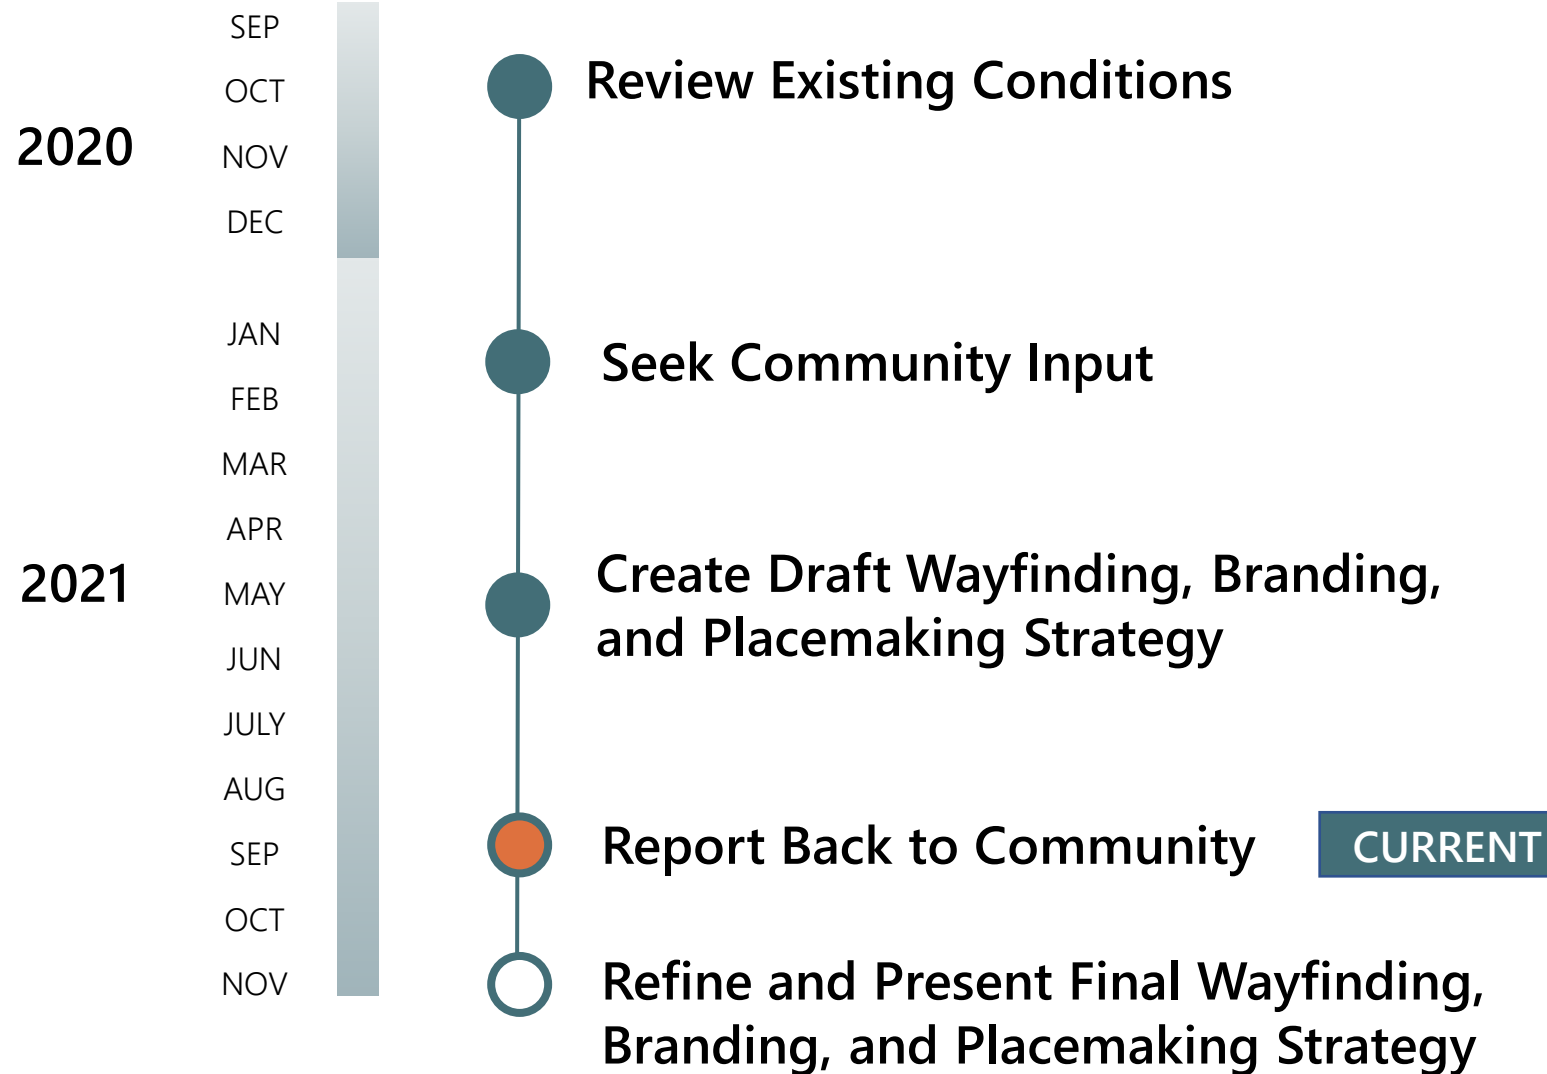 SEP
OCT
2020
NOV
DEC
JAN
FEB
MAR
APR
2021
MAY
JUN
JULY
AUG
SEP
OCT
NOV
Review Existing Conditions
Seek Community Input
Create Draft Wayfinding, Branding,
and Placemaking Strategy
Report Back to Community
CURRENT
Refine and Present Final Wayfinding,
Branding, and Placemaking Strategy